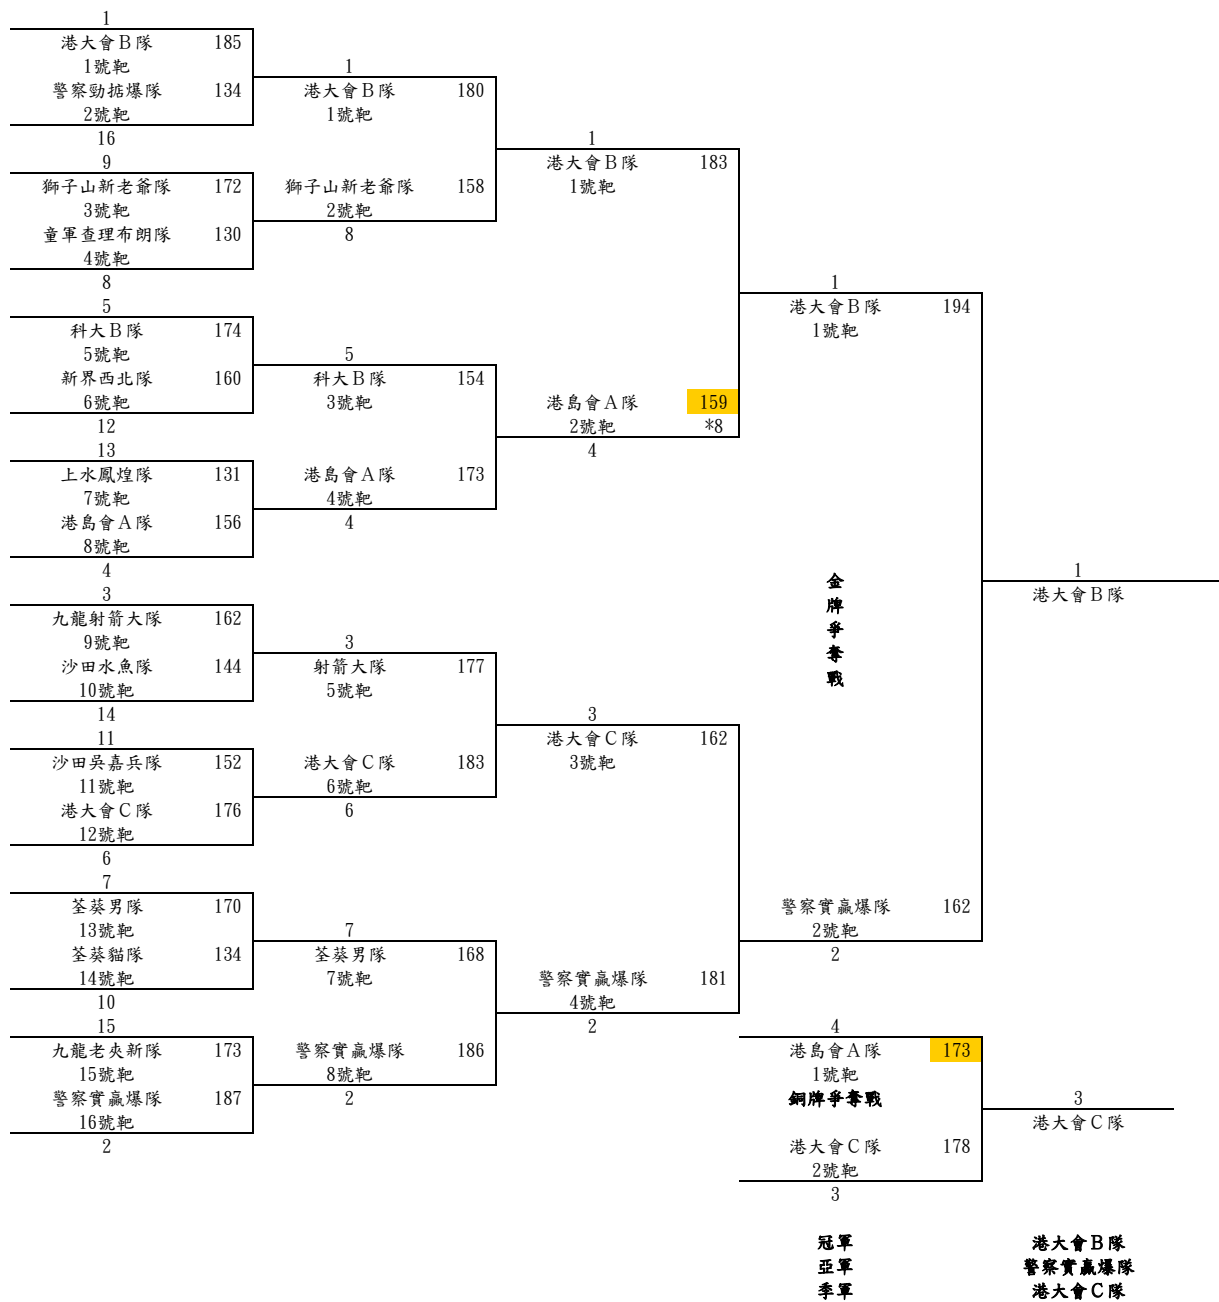 1
港大會Ｂ隊 185
1號靶 1
警察勁掂爆隊 134 港大會Ｂ隊 180
2號靶 1號靶
16 1
9 港大會Ｂ隊 183
獅子山新老爺隊 172 獅子山新老爺隊 158 1號靶
3號靶 2號靶
童軍查理布朗隊 130 8
4號靶
8 1
5 港大會Ｂ隊 194
科大Ｂ隊 174 1號靶
5號靶 5
新界西北隊 160 科大Ｂ隊 154
6號靶 3號靶 港島會Ａ隊 159
12 2號靶 *8
13 4
上水鳳煌隊 131 港島會Ａ隊 173
7號靶 4號靶
港島會Ａ隊 156 4
8號靶
4 1
3 金 港大會Ｂ隊
牌
九龍射箭大隊 162 爭
9號靶 3 奪
沙田水魚隊 144 射箭大隊 177 戰
10號靶 5號靶
14 3
11 港大會Ｃ隊 162
沙田吳嘉兵隊 152 港大會Ｃ隊 183 3號靶
11號靶 6號靶
港大會Ｃ隊 176 6
12號靶
6
7
荃葵男隊 170 警察實贏爆隊 162
13號靶 7 2號靶
荃葵貓隊 134 荃葵男隊 168 2
14號靶 7號靶 警察實贏爆隊 181
10 4號靶
15 2 4
九龍老夾新隊 173 警察實贏爆隊 186 港島會Ａ隊 173
15號靶 8號靶 1號靶
警察實贏爆隊 187 2 銅牌爭奪戰 3
16號靶 港大會Ｃ隊
2 港大會Ｃ隊 178
2號靶
3
冠軍 港大會Ｂ隊
亞軍 警察實贏爆隊
季軍 港大會Ｃ隊